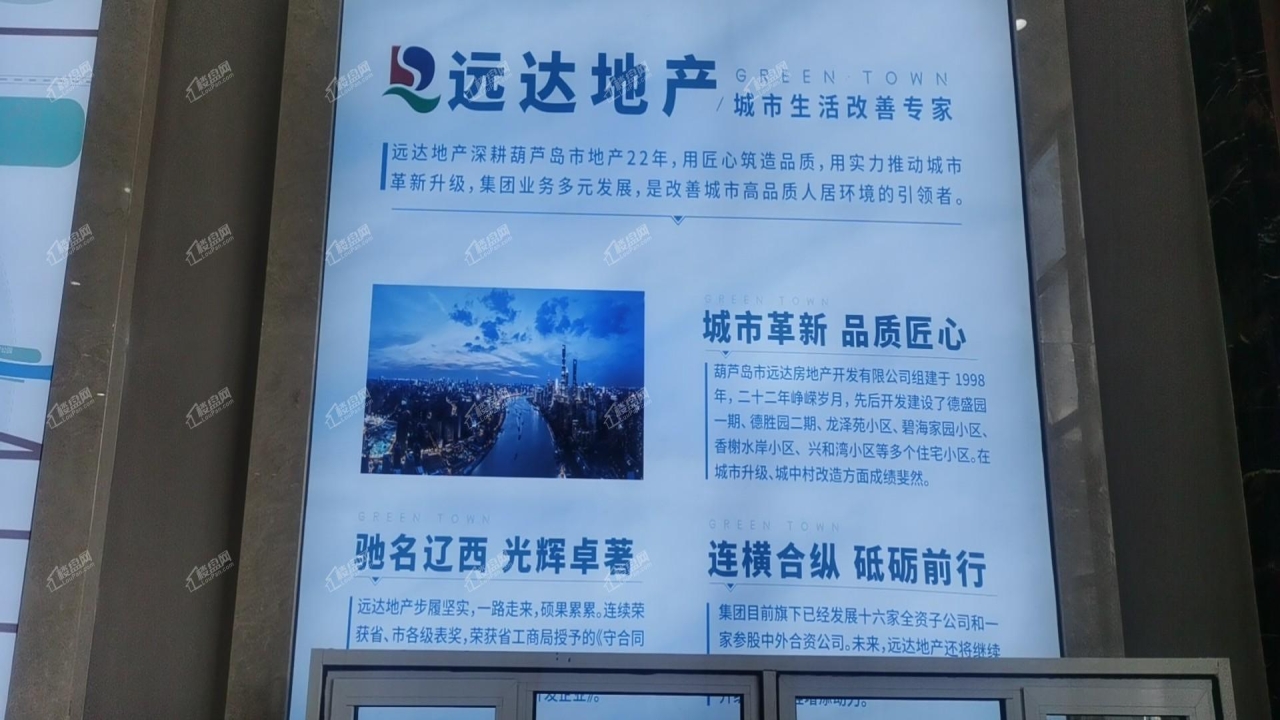 远达地产
GREEN TOWN
/ 城市生活改善专家
远达地产深耕葫芦岛市地产22年,用匠心筑造品质,用实力推动城市
革新升级,集团业务多元发展,是改善城市高品质人居环境的引领者。
GREEN TOWN
城市革新 品质匠心
葫芦岛市远达房地产开发有限公司组建于 1998
年,二十二年峥嵘岁月,先后开发建设了德盛园
一期、德胜园二期、龙泽苑小区、碧海家园小区、
香榭水岸小区、兴和湾小区等多个住宅小区。在
城市升级、城中村改造方面成绩斐然。
GREEN TOWN
驰名辽西 光辉卓著
远达地产步履坚实,一路走来,硕果累累。连续荣
获省、市各级表奖,荣获省工商局授予的《守合同
发企业》。
GREEN TOWN
连横合纵 砥砺前行
集团目前旗下已经发展十六家全资子公司和一
家参股中外合资公司。未来,远达地产还将继续
楼盘网